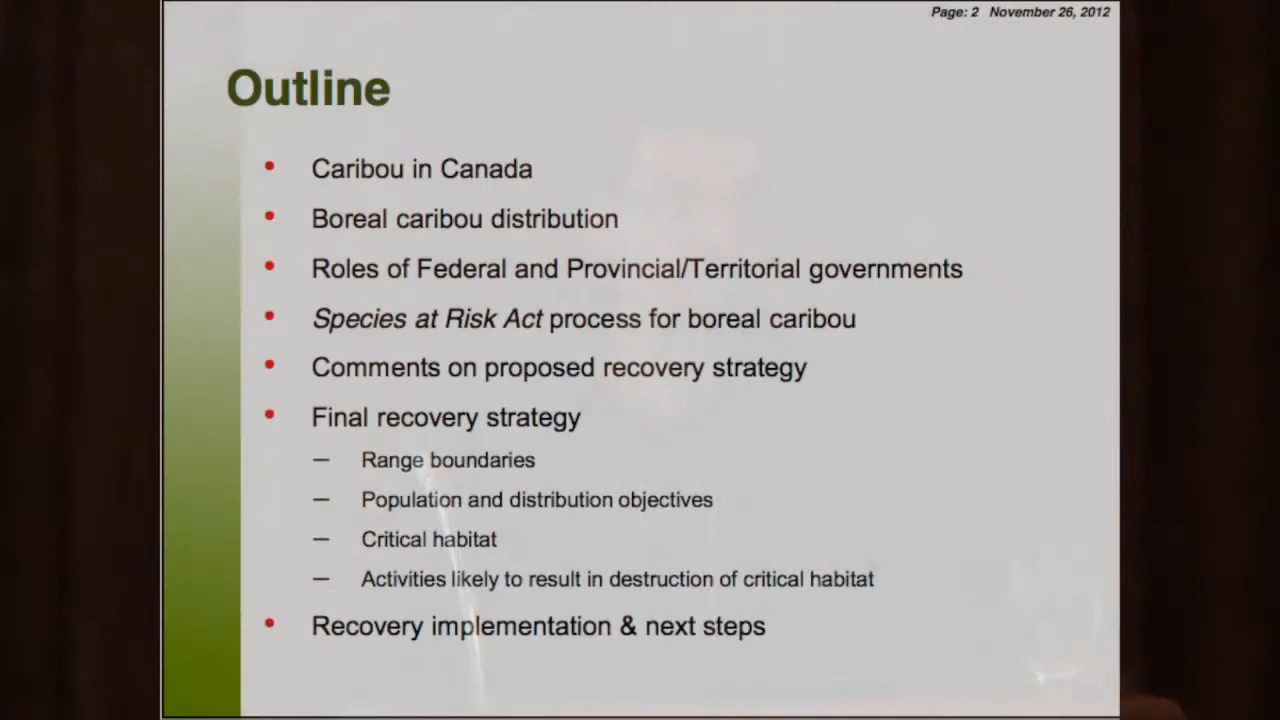 Page: 2 November 26, 2012
Outline
• Caribou in Canada
• Boreal caribou distribution
• Roles of Federal and Provincial/Territorial governments
• Species at Risk Act process for boreal caribou
• Comments on proposed recovery strategy
• Final recovery strategy
– Range boundaries
– Population and distribution objectives
– Critical habitat
– Activities likely to result in destruction of critical habitat
• Recovery implementation & next steps